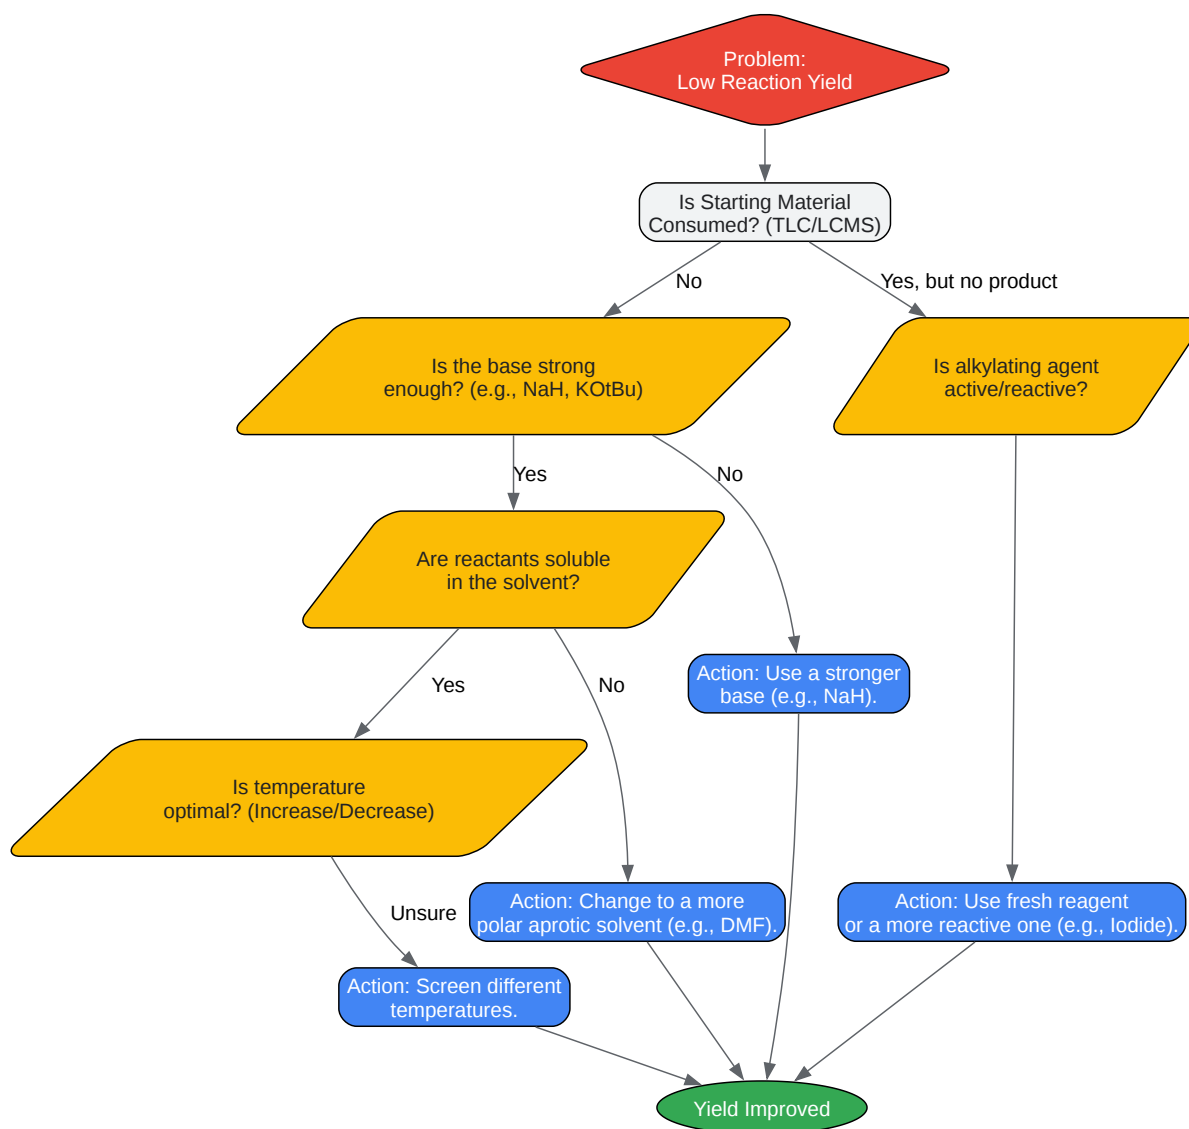 Problem:
Low Reaction Yield
Is Starting Material
Consumed? (TLC/LCMS)
No
Yes, but no product
Is the base strong
enough? (e.g., NaH, KOtBu)
Is alkylating agent
active/reactive?
Yes
No
Are reactants soluble
in the solvent?
Yes
No
Action: Use a stronger
base (e.g., NaH).
Is temperature
optimal? (Increase/Decrease)
Unsure
Action: Change to a more
polar aprotic solvent (e.g., DMF).
Action: Use fresh reagent
or a more reactive one (e.g., Iodide).
Action: Screen different
temperatures.
Yield Improved